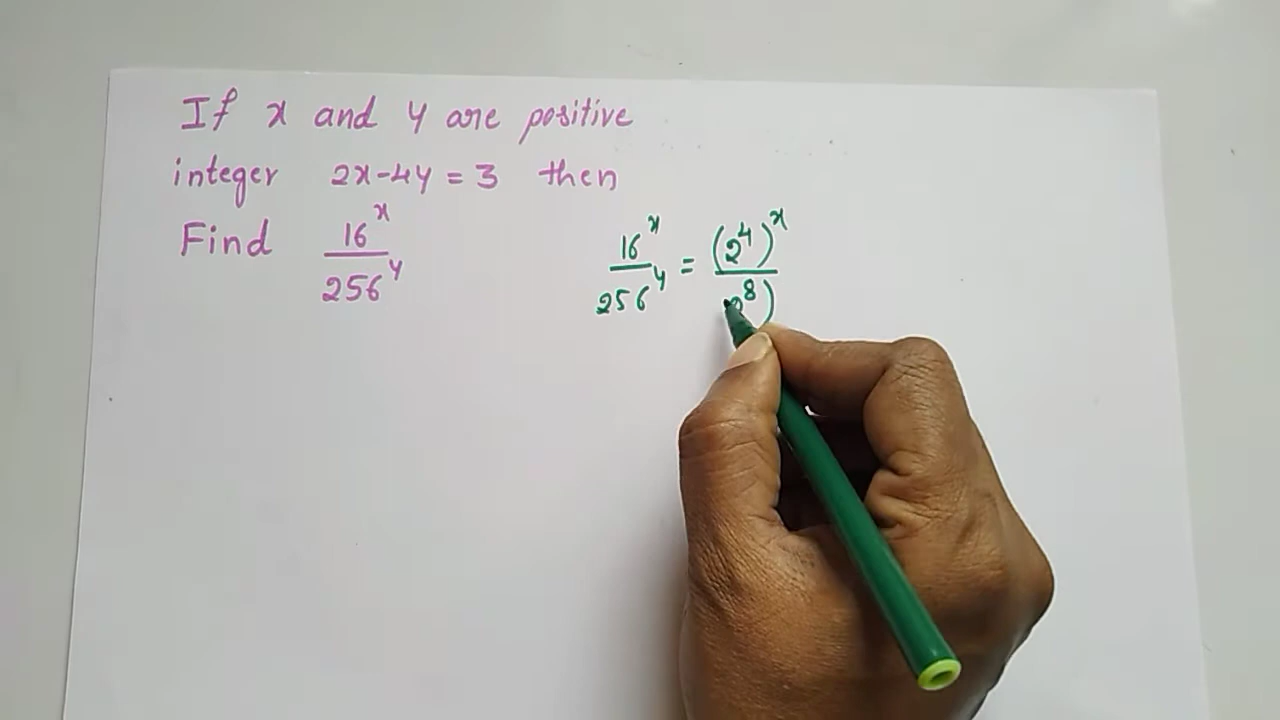 If x and y are positive
integer 2x-4y = 3 then
Find 16^x / 256^y
16^x / 256^y = (2^4)^x / (2^8)